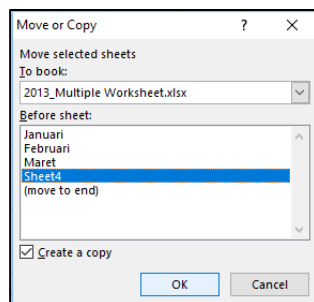 Move or Copy ? ×
Move selected sheets
To book:
2013_Multiple Worksheet.xlsx
Before sheet:
Januari
Februari
Maret
Sheet4
(move to end)
Create a copy
OK Cancel